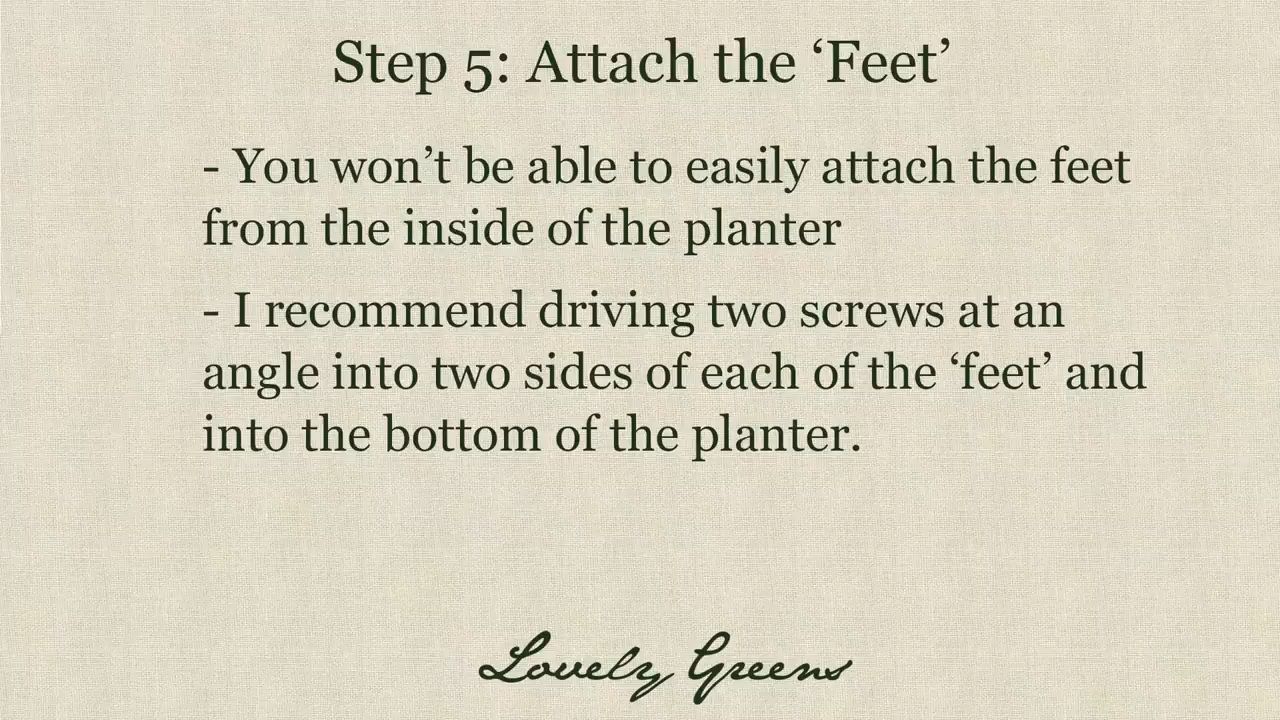 Step 5: Attach the ‘Feet’
- You won’t be able to easily attach the feet
from the inside of the planter
- I recommend driving two screws at an
angle into two sides of each of the ‘feet’ and
into the bottom of the planter.
Lovely Greens